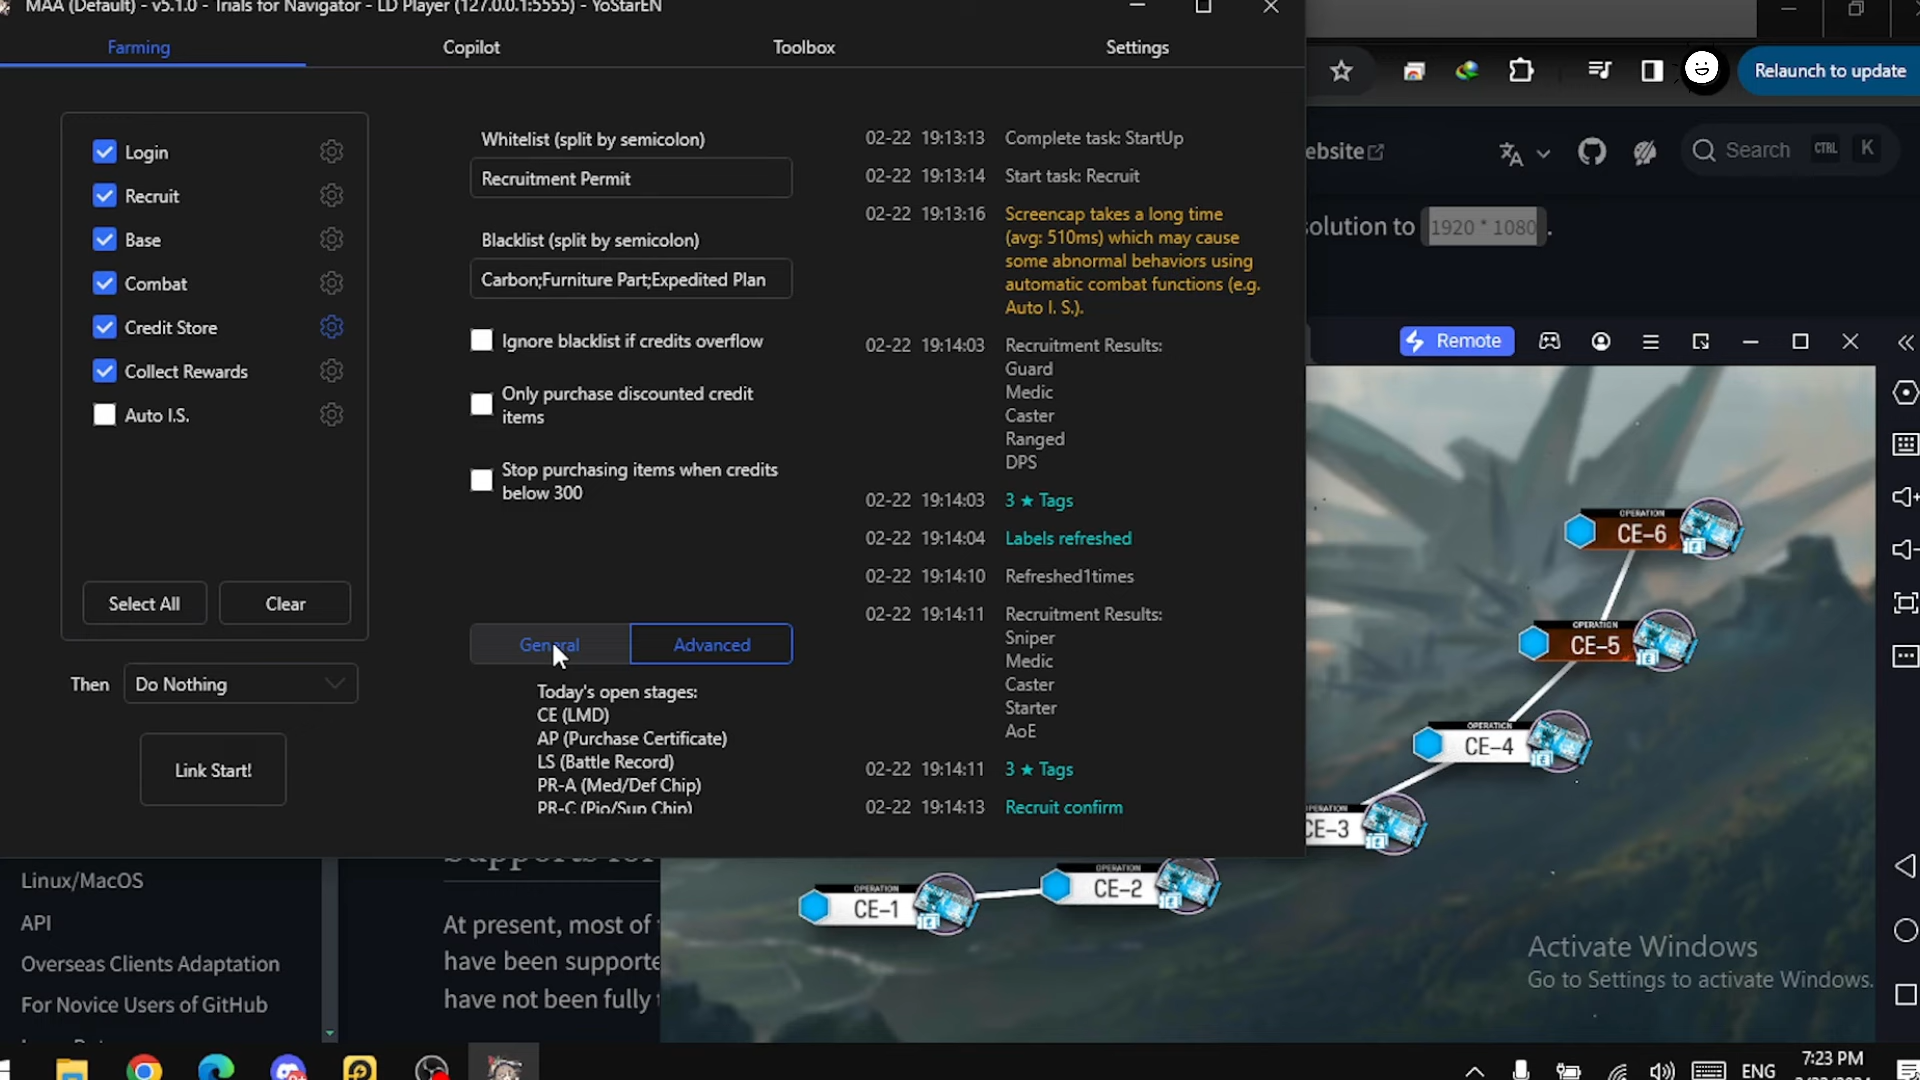 MAA (Default) - v5.1.0 - Trials for Navigator - LD Player (127.0.0.1:5555) - YoStarEN
Farming
Copilot
Toolbox
Settings
Login
Recruit
Base
Combat
Credit Store
Collect Rewards
Auto I.S.
Select All
Clear
Then
Do Nothing
Link Start!
Whitelist (split by semicolon)
Recruitment Permit
Blacklist (split by semicolon)
Carbon;Furniture Part;Expedited Plan
Ignore blacklist if credits overflow
Only purchase discounted credit
items
Stop purchasing items when credits
below 300
General
Advanced
Today's open stages:
CE (LMD)
AP (Purchase Certificate)
LS (Battle Record)
PR-A (Med/Def Chip)
PR-C (Pio/Sup Chip)
02-22 19:13:13 Complete task: StartUp
02-22 19:13:14 Start task: Recruit
02-22 19:13:16 Screencap takes a long time
(avg: 510ms) which may cause
some abnormal behaviors using
automatic combat functions (e.g.
Auto I. S.).
02-22 19:14:03 Recruitment Results:
Guard
Medic
Caster
Ranged
DPS
02-22 19:14:03 3 ★ Tags
02-22 19:14:04 Labels refreshed
02-22 19:14:10 Refreshed1times
02-22 19:14:11 Recruitment Results:
Sniper
Medic
Caster
Starter
AoE
02-22 19:14:11 3 ★ Tags
02-22 19:14:13 Recruit confirm
Relaunch to update
ebsite
Search CTRL K
solution to 1920 * 1080 .
Remote
OPERATION
CE-6
OPERATION
CE-5
OPERATION
CE-4
PERATION
CE-3
OPERATION
CE-2
OPERATION
CE-1
Activate Windows
Go to Settings to activate Windows.
Linux/MacOS
API
Overseas Clients Adaptation
For Novice Users of GitHub
At present, most of
have been supporte
have not been fully
ENG
7:23 PM